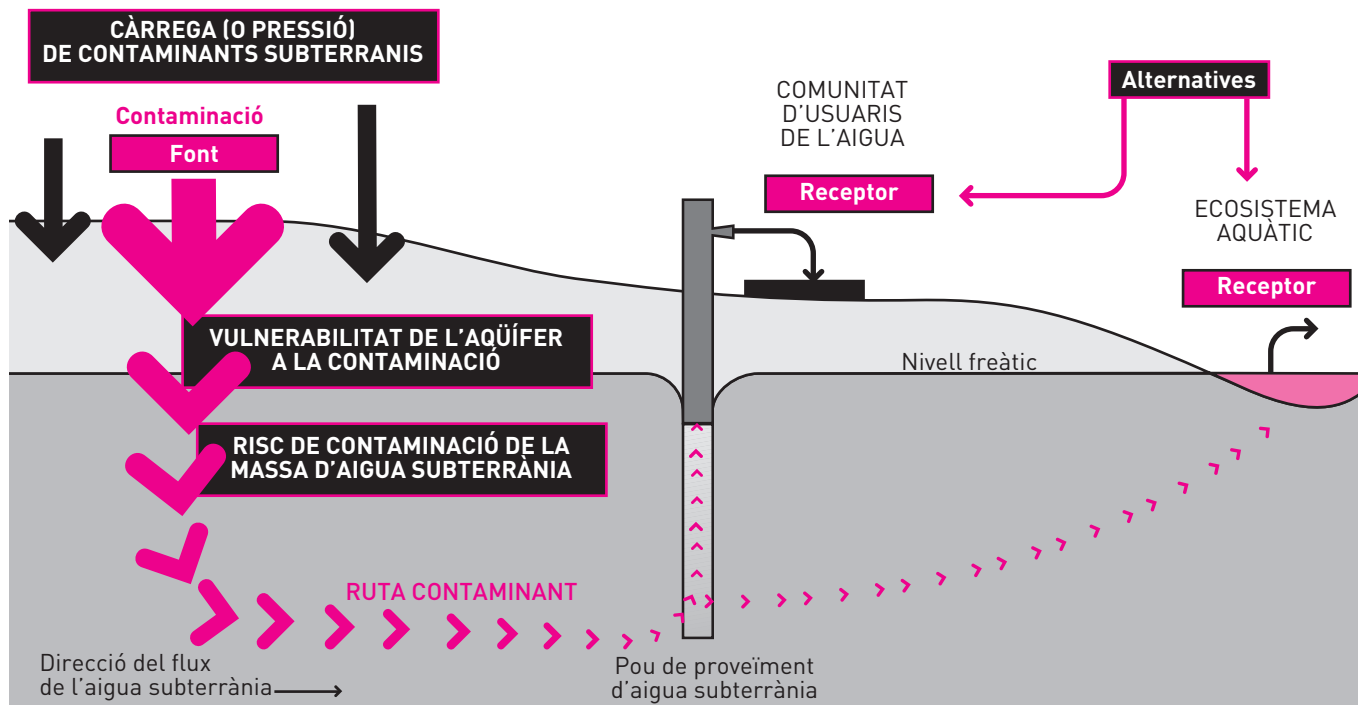 CÀRREGA (O PRESSIÓ)
DE CONTAMINANTS SUBTERRANIS
Contaminació
Font
COMUNITAT
D'USUARIS
DE L'AIGUA
Receptor
Alternatives
ECOSISTEMA
AQUÀTIC
Receptor
VULNERABILITAT DE L'AQÜÍFER
A LA CONTAMINACIÓ
Nivell freàtic
RISC DE CONTAMINACIÓ DE LA
MASSA D'AIGUA SUBTERRÀNIA
RUTA CONTAMINANT
Direcció del flux
de l'aigua subterrània
Pou de proveïment
d'aigua subterrània